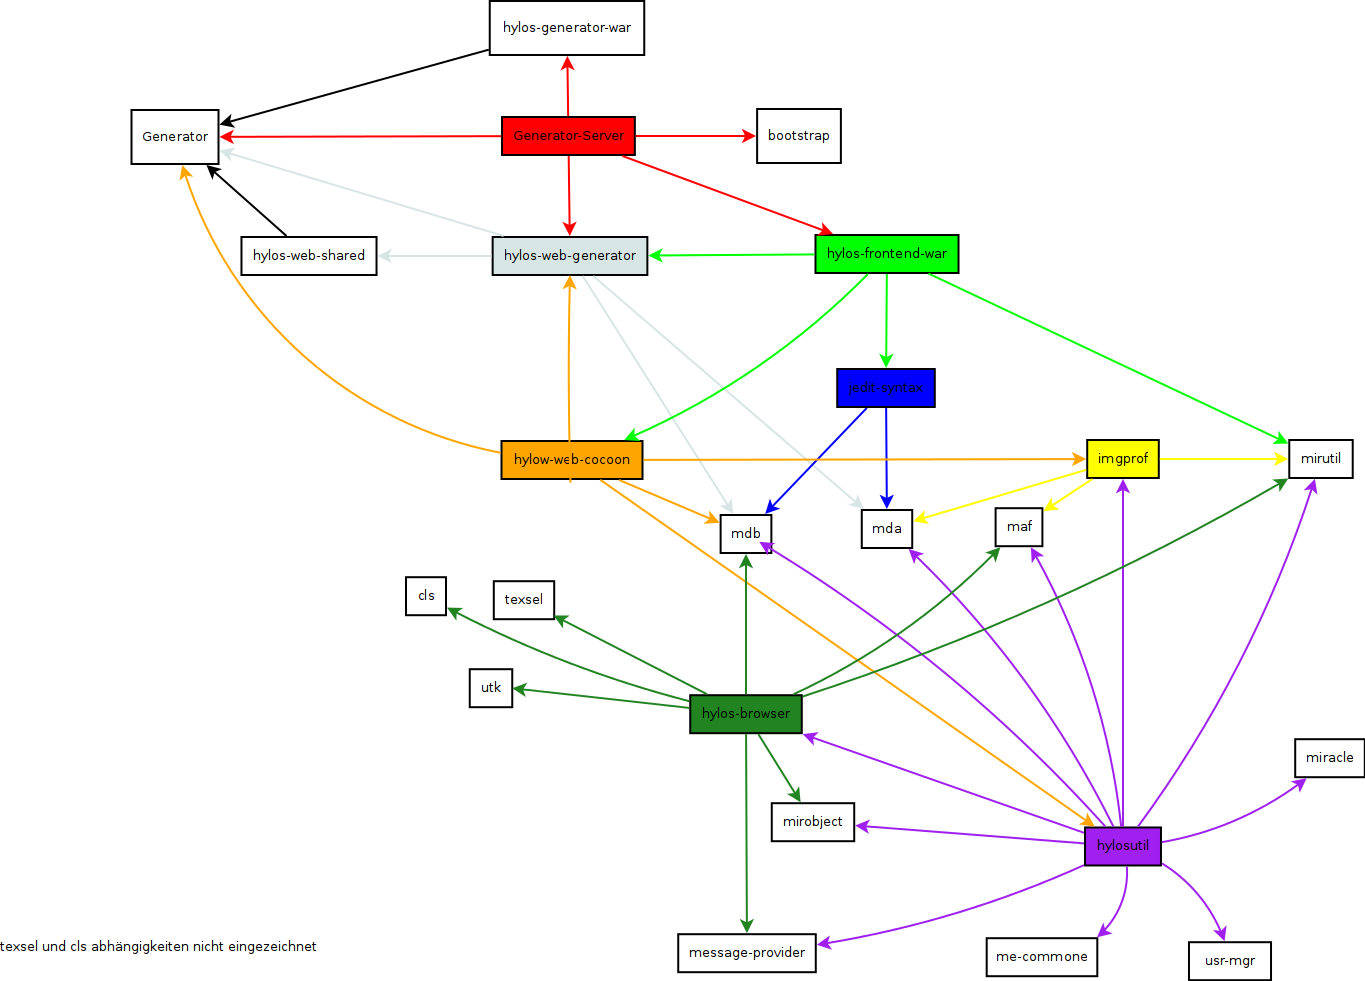 hylos-generator-war
Generator
Generator-Server
bootstrap
hylos-web-shared
hylos-web-generator
hylos-frontend-war
jedit-syntax
hylow-web-cocoon
imgprof
mirutil
mdb
mda
maf
cls
texsel
utk
hylos-browser
miracle
mirobject
hylosutil
texsel und cls abhängigkeiten nicht eingezeichnet
message-provider
me-commone
usr-mgr